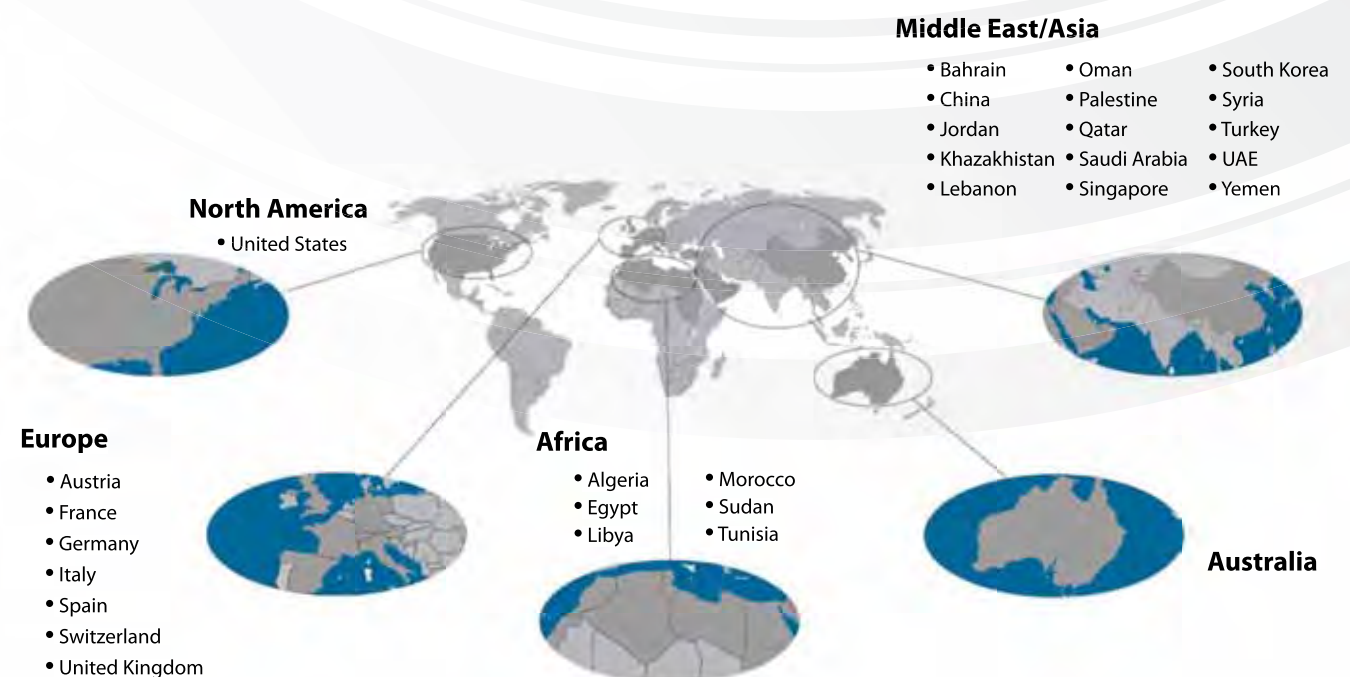 Middle East/Asia
• Bahrain
• China
• Jordan
• Khazakhistan
• Lebanon
• Oman
• Palestine
• Qatar
• Saudi Arabia
• Singapore
• South Korea
• Syria
• Turkey
• UAE
• Yemen
North America
• United States
Europe
• Austria
• France
• Germany
• Italy
• Spain
• Switzerland
• United Kingdom
Africa
• Algeria
• Egypt
• Libya
• Morocco
• Sudan
• Tunisia
Australia